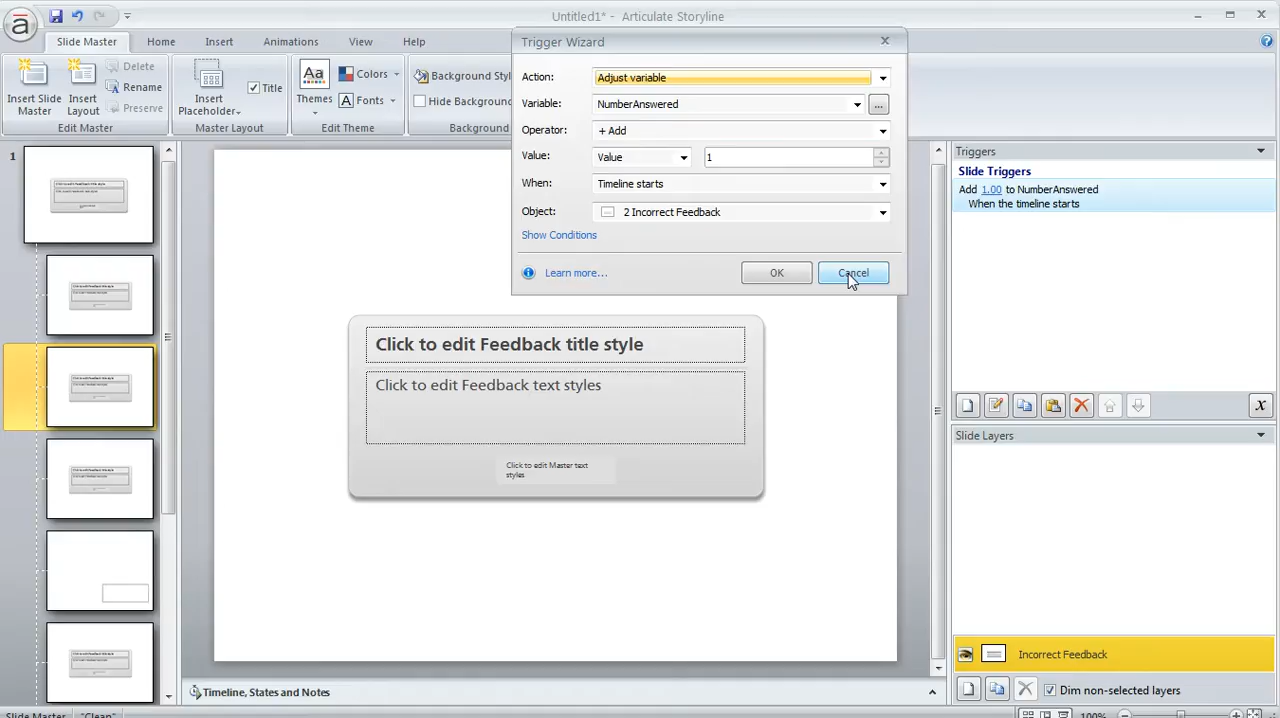 Untitled1* - Articulate Storyline
Slide Master
Home
Insert
Animations
View
Help
Insert Slide
Master
Insert
Layout
Delete
Rename
Preserve
Edit Master
Insert
Placeholder
Title
Master Layout
Themes
Colors
Fonts
Edit Theme
Background Styl
Hide Background
Background
Trigger Wizard
Action:
Adjust variable
Variable:
NumberAnswered
...
Operator:
+ Add
Value:
Value
1
When:
Timeline starts
Object:
2 Incorrect Feedback
Show Conditions
Learn more...
OK
Cancel
1
Click to edit Feedback title style
Click to edit Feedback text styles
Click to edit Master text
styles
Triggers
Slide Triggers
Add 1.00 to NumberAnswered
When the timeline starts
x
Slide Layers
Incorrect Feedback
Dim non-selected layers
Timeline, States and Notes
Slide Master
"Clean"
100%